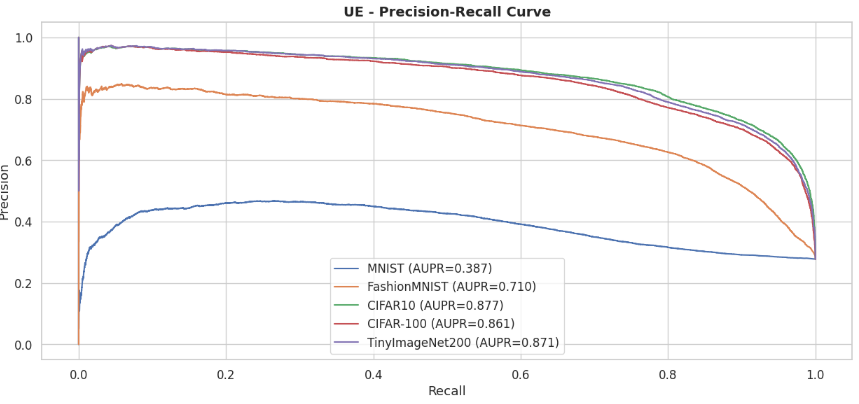 UE - Precision-Recall Curve
1.0
0.8
0.6
0.4
0.2
0.0
Precision
MNIST (AUPR=0.387)
FashionMNIST (AUPR=0.710)
CIFAR10 (AUPR=0.877)
CIFAR-100 (AUPR=0.861)
TinyImageNet200 (AUPR=0.871)
0.0 0.2 0.4 0.6 0.8 1.0
Recall